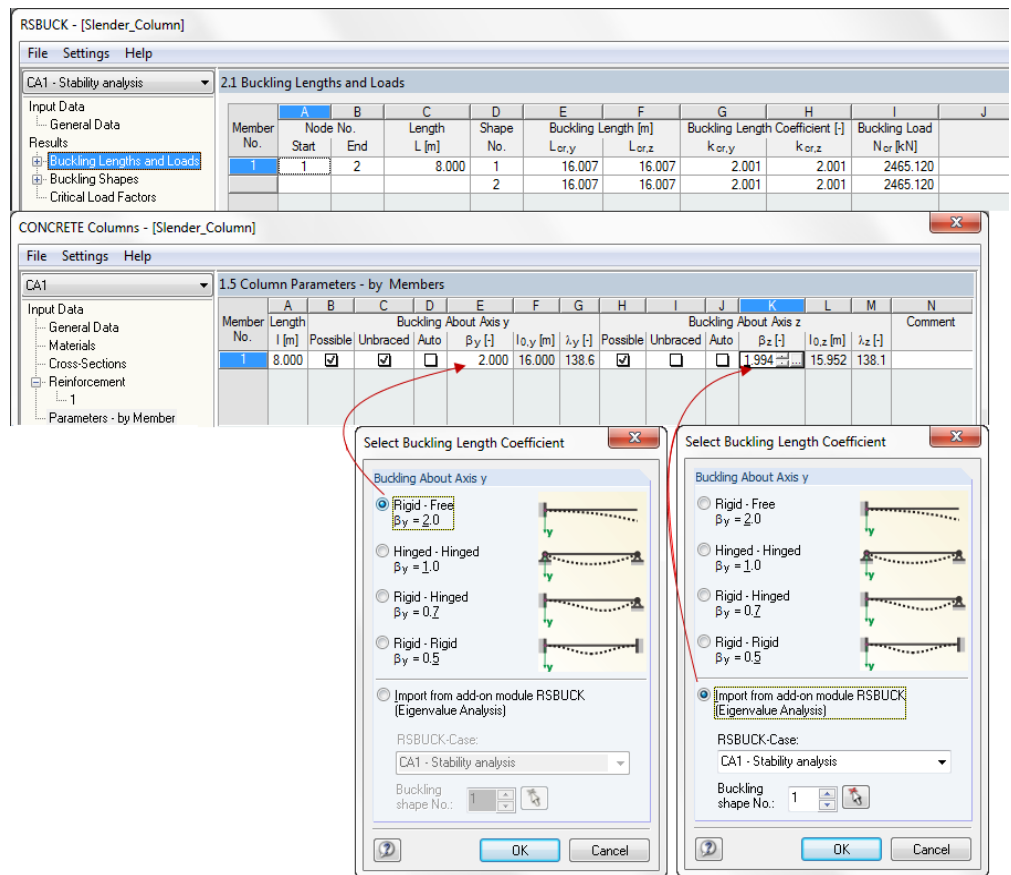 RSBUCK - [Slender_Column]
File Settings Help
CA1 - Stability analysis
2.1 Buckling Lengths and Loads
Input Data
General Data
Results
Buckling Lengths and Loads
Buckling Shapes
Critical Load Factors
A B C D E F G H I J
Member Node No. Length Shape Buckling Length [m] Buckling Length Coefficient [-] Buckling Load
No. Start End L [m] No. Lcr,y Lcr,z kcr,y kcr,z Ncr [kN]
1 1 2 8.000 1 16.007 16.007 2.001 2.001 2465.120
2 16.007 16.007 2.001 2.001 2465.120
CONCRETE Columns - [Slender_Column]
File Settings Help
CA1
1.5 Column Parameters - by Members
Input Data
General Data
Materials
Cross-Sections
Reinforcement
1
Parameters - by Member
A B C D E F G H I J K L M N
Member Length Buckling About Axis y Buckling About Axis z Comment
No. l [m] Possible Unbraced Auto βy [-] l0,y [m] λy [-] Possible Unbraced Auto βz [-] l0,z [m] λz [-]
1 8.000 2.000 16.000 138.6 1.994 ... 15.952 138.1
Select Buckling Length Coefficient
Buckling About Axis y
Rigid - Free
βy = 2.0
y
Hinged - Hinged
βy = 1.0
y
Rigid - Hinged
βy = 0.7
y
Rigid - Rigid
βy = 0.5
y
Import from add-on module RSBUCK
(Eigenvalue Analysis)
RSBUCK-Case:
CA1 - Stability analysis
Buckling
shape No.: 1
OK Cancel
Select Buckling Length Coefficient
Buckling About Axis y
Rigid - Free
βy = 2.0
y
Hinged - Hinged
βy = 1.0
y
Rigid - Hinged
βy = 0.7
y
Rigid - Rigid
βy = 0.5
y
Import from add-on module RSBUCK
(Eigenvalue Analysis)
RSBUCK-Case:
CA1 - Stability analysis
Buckling
shape No.: 1
OK Cancel